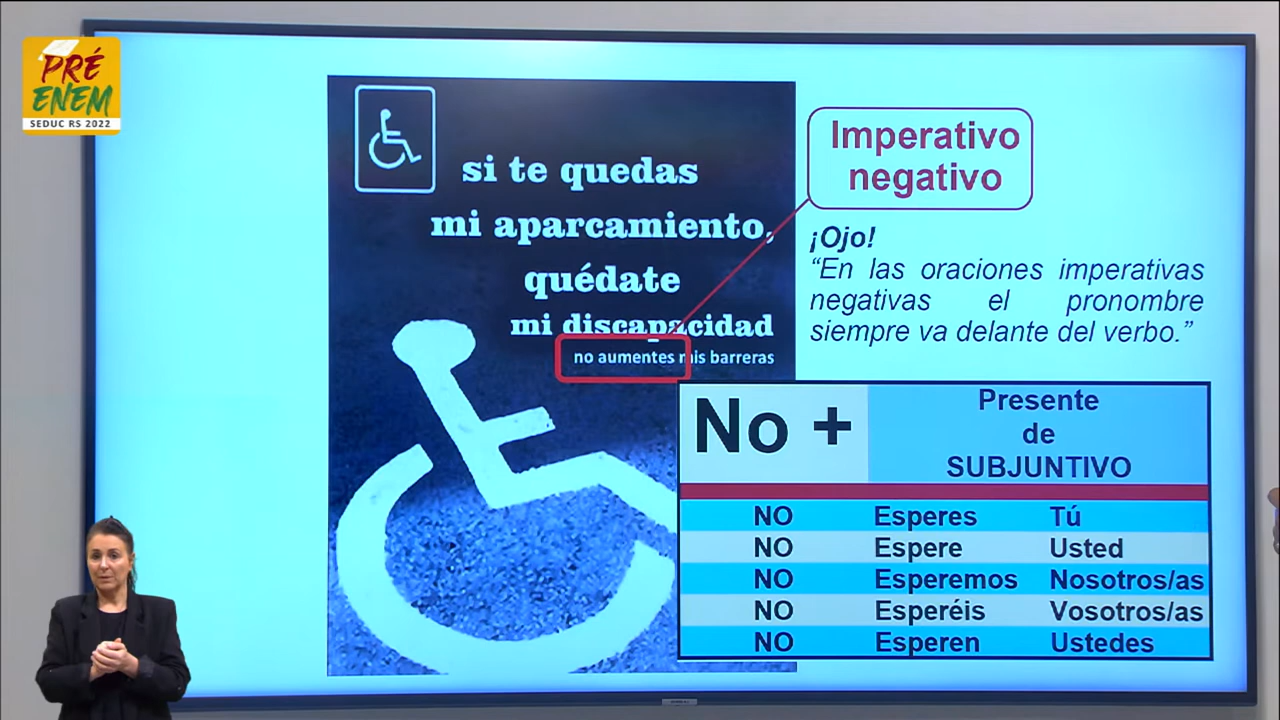 PRÉ
ENEM
SEDUC RS 2022
si te quedas
mi aparcamiento,
quédate
mi discapacidad
no aumentes mis barreras
Imperativo
negativo
¡Ojo!
“En las oraciones imperativas
negativas el pronombre
siempre va delante del verbo.”
No + Presente
de
SUBJUNTIVO
NO Esperes Tú
NO Espere Usted
NO Esperemos Nosotros/as
NO Esperéis Vosotros/as
NO Esperen Ustedes